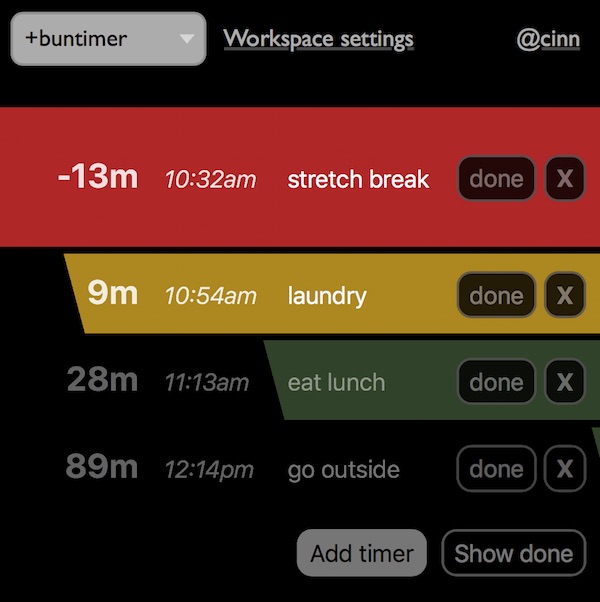 +buntimer Workspace settings @cinn
-13m 10:32am stretch break done X
9m 10:54am laundry done X
28m 11:13am eat lunch done X
89m 12:14pm go outside done X
Add timer Show done